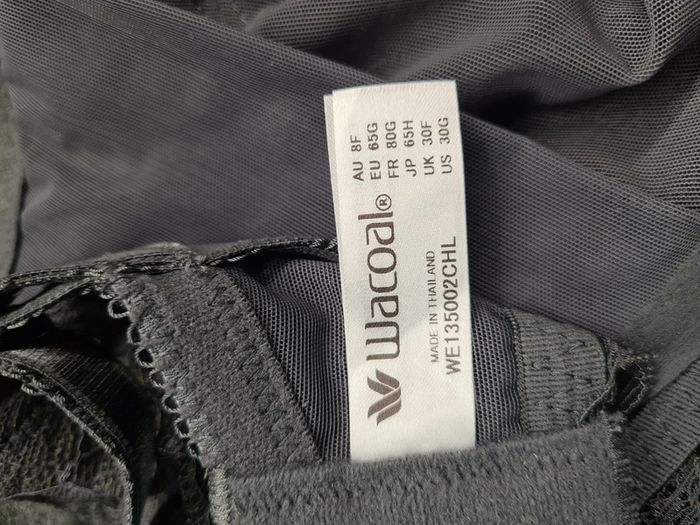 AU 8F
EU 65G
FR 80G
JP 65H
UK 30F
US 30G
Wacoal®
MADE IN THAILAND
WE135002CHL